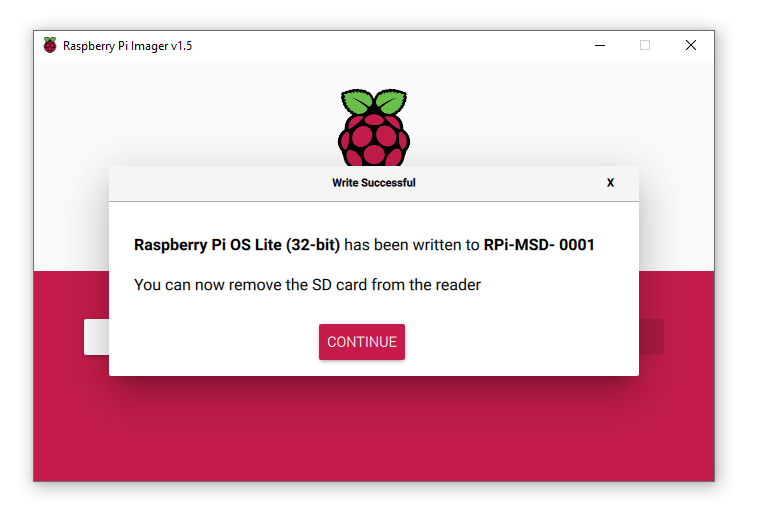 Raspberry Pi Imager v1.5
Write Successful X
Raspberry Pi OS Lite (32-bit) has been written to RPi-MSD- 0001
You can now remove the SD card from the reader
CONTINUE